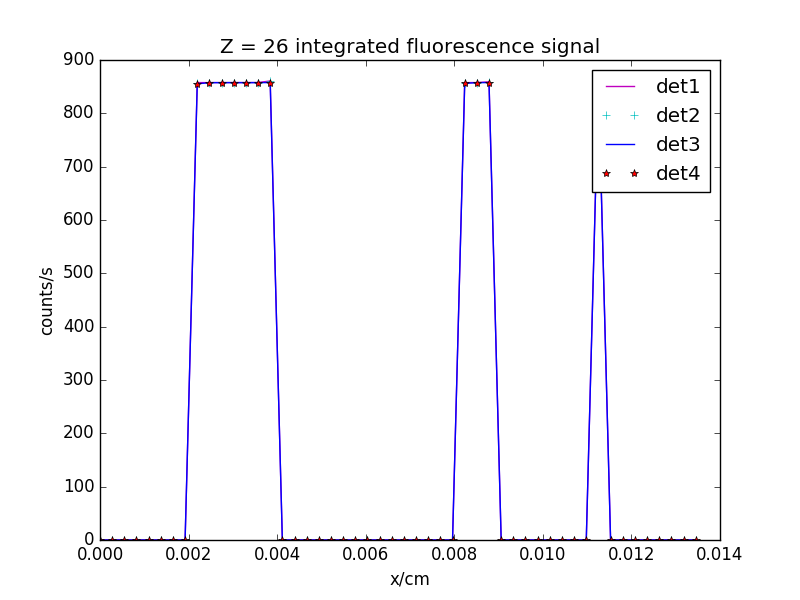 Z = 26 integrated fluorescence signal
900
800
700
600
500
400
300
200
100
0
counts/s
det1
det2
det3
det4
0.000 0.002 0.004 0.006 0.008 0.010 0.012 0.014
x/cm